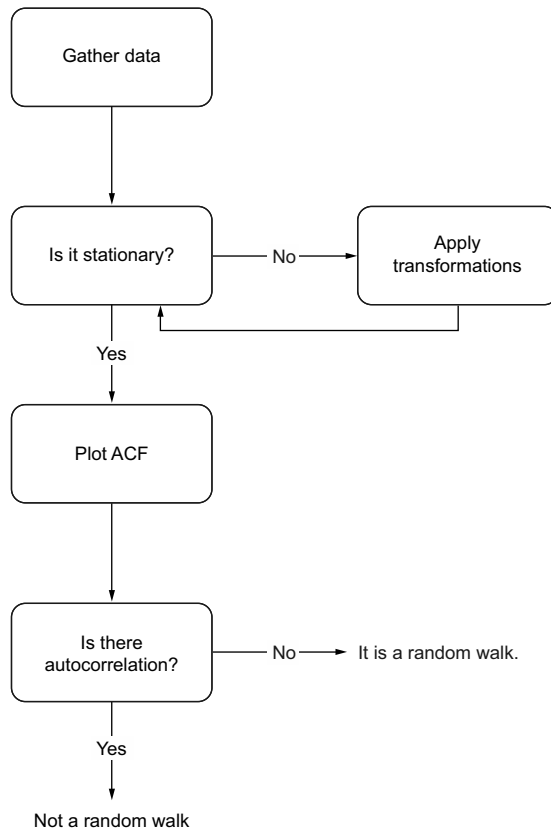 Gather data
Is it stationary?
No
Apply
transformations
Yes
Plot ACF
Is there
autocorrelation?
No
It is a random walk.
Yes
Not a random walk